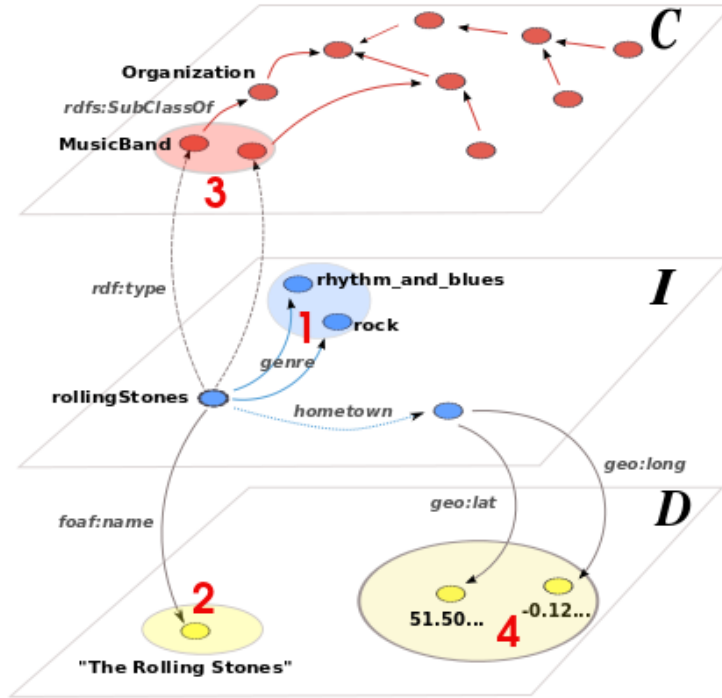 C
Organization
rdfs:SubClassOf
MusicBand
3
rdf:type
I
rhythm_and_blues
1
rock
genre
rollingStones
hometown
geo:long
geo:lat
foaf:name
D
2
51.50...
-0.12...
4
"The Rolling Stones"